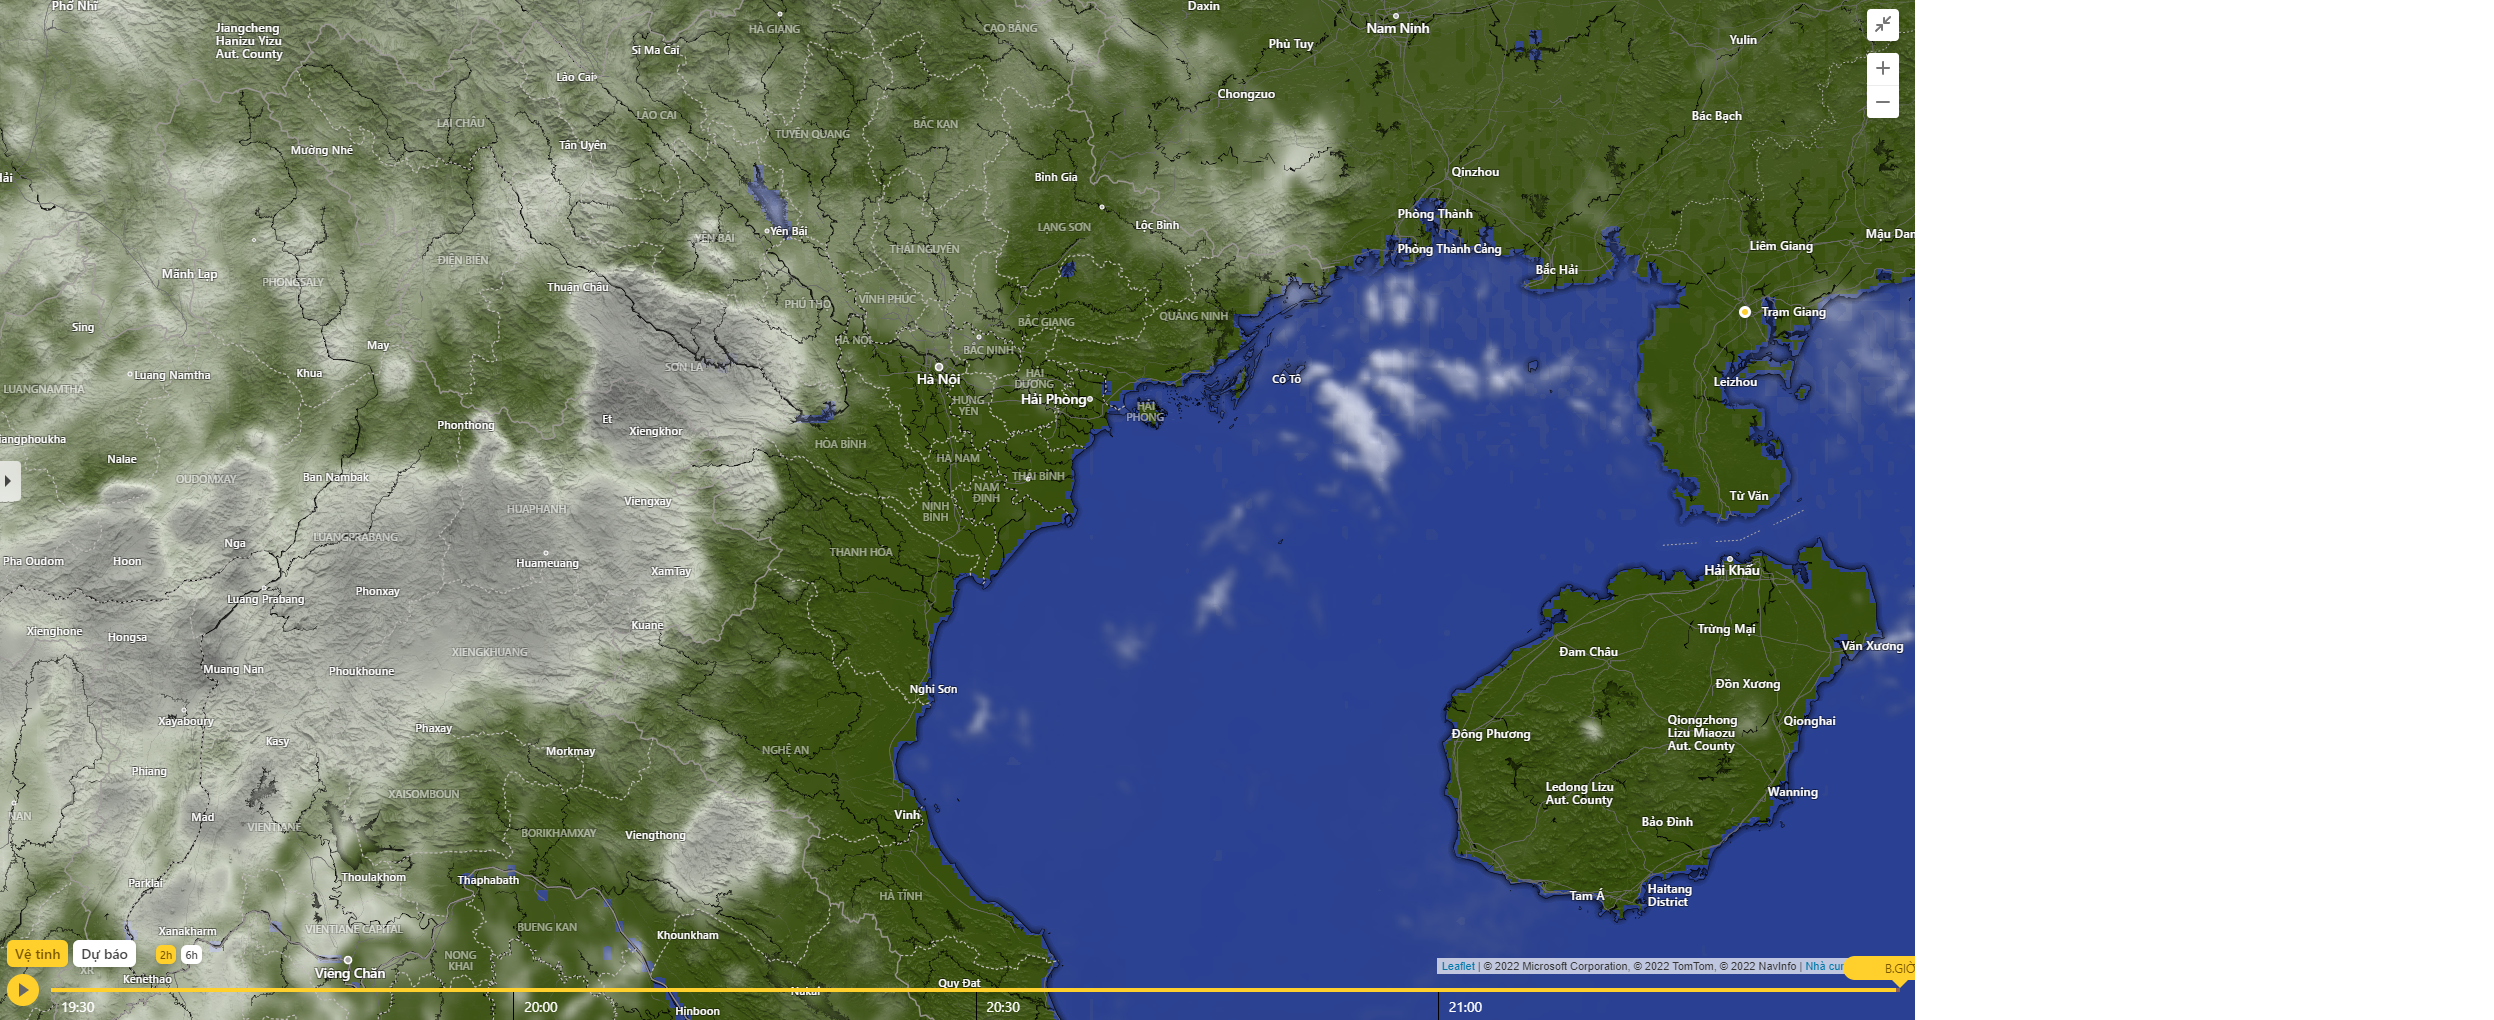 Phố Nhỉ
Daxin
Jiangcheng
Hanizu Yizu
Aut. County
HÀ GIANG
CAO BẰNG
Nam Ninh
Si Ma Cai
Phù Tuy
Yulin
Lào Cai
Chongzuo
LÀO CAI
LAI CHÂU
BẮC KẠN
TUYÊN QUANG
Bác Bạch
Mường Nhé
Tân Uyên
Bình Gia
Qinzhou
Phòng Thành
LẠNG SƠN
Lộc Bình
Yên Bái
YÊN BÁI
Mậu Dan
THÁI NGUYÊN
Phòng Thành Cảng
Liêm Giang
ĐIỆN BIÊN
Mãnh Lạp
PHONGSALY
Bắc Hải
Thuận Châu
PHÚ THỌ
VĨNH PHÚC
Trạm Giang
BẮC GIANG
QUẢNG NINH
Sing
May
HÀ NỘI
BẮC NINH
SƠN LA
Luang Namtha
Khua
Hà Nội
HẢI
DƯƠNG
Cô Tô
Leizhou
LUANGNAMTHA
Hải Phòng
HƯNG
YÊN
HẢI
PHÒNG
Et
Xiengkhor
Phonthong
iangphoukha
HÒA BÌNH
Nalae
HÀ NAM
OUDOMXAY
Ban Nambak
THÁI BÌNH
NAM
ĐỊNH
Từ Văn
Viengxay
HUAPHANH
NINH
BÌNH
LUANGPRABANG
Nga
THANH HÓA
Pha Oudom
Hoon
Huameuang
XamTay
Hải Khẩu
Luang Prabang
Phonxay
Xienghone
Hongsa
Kuane
Trừng Mại
Văn Xương
XIENGKHUANG
Đam Châu
Muang Nan
Phoukhoune
Nghi Sơn
Đồn Xương
Xayaboury
Phaxay
Qiongzhong
Lizu Miaozu
Aut. County
Qionghai
Kasy
Đông Phương
Morkmay
NGHỆ AN
Phiang
XAISOMBOUN
Ledong Lizu
Aut. County
Wanning
NAN
Mad
VIENTIANE
Vinh
Bảo Đình
BORIKHAMXAY
Viengthong
Parklai
Thoulakhom
Thaphabath
HÀ TĨNH
Tam Á
Haitang
District
Xanakharm
VIENTIANE CAPITAL
BUENG KAN
Khounkham
Vệ tinh
Dự báo
2h
6h
NONG
KHAI
Leaflet | © 2022 Microsoft Corporation, © 2022 TomTom, © 2022 NavInfo | Nhà cu
B.GIỜ
Kenethao
Viêng Chăn
Quy Đạt
Nakai
19:30
20:00
20:30
21:00
Hinboon